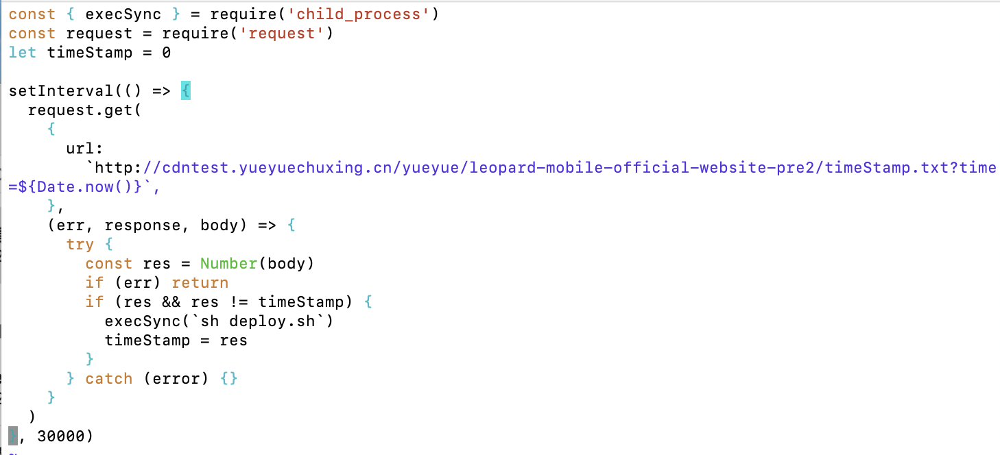 const { execSync } = require('child_process')
const request = require('request')
let timeStamp = 0
setInterval(() => {
  request.get(
    {
      url:
        `http://cdntest.yueyuechuxing.cn/yueyue/leopard-mobile-official-website-pre2/timeStamp.txt?time
=${Date.now()}`,
    },
    (err, response, body) => {
      try {
        const res = Number(body)
        if (err) return
        if (res && res != timeStamp) {
          execSync(`sh deploy.sh`)
          timeStamp = res
        }
      } catch (error) {}
    }
  )
}, 30000)
~